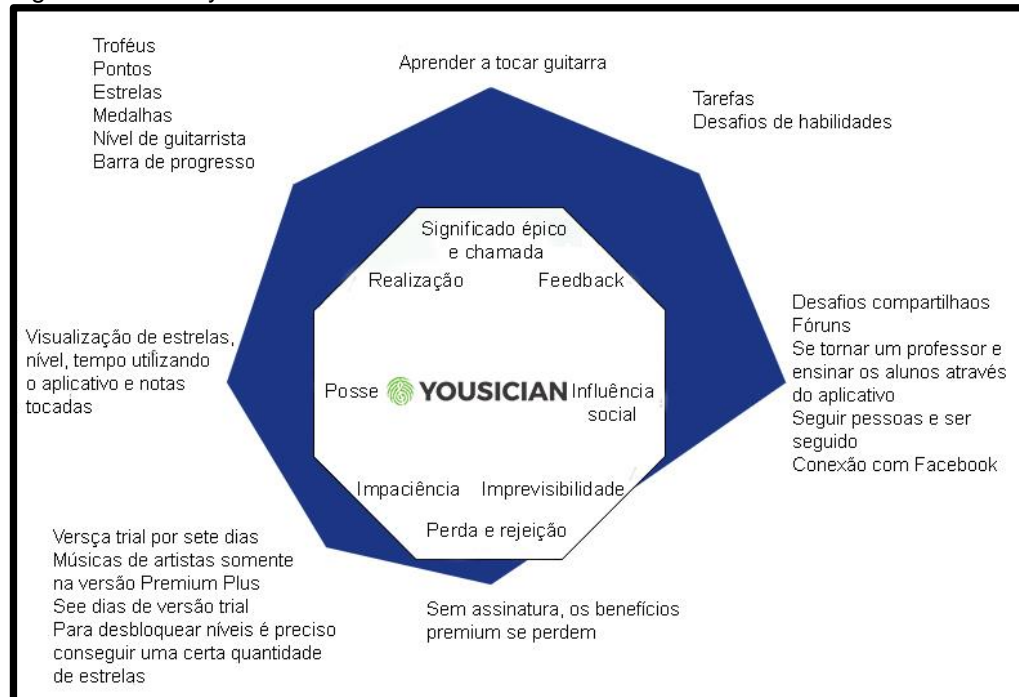 Troféus
Pontos
Estrelas
Medalhas
Nível de guitarrista
Barra de progresso
Aprender a tocar guitarra
Tarefas
Desafios de habilidades
Significado épico
e chamada
Realização
Feedback
Visualização de estrelas,
nível, tempo utilizando
o aplicativo e notas
tocadas
Posse
YOUSICIAN
Influência
social
Desafios compartilhaos
Fóruns
Se tornar um professor e
ensinar os alunos através
do aplicativo
Seguir pessoas e ser
seguido
Conexão com Facebook
Impaciência
Imprevisibilidade
Perda e rejeição
Versça trial por sete dias
Músicas de artistas somente
na versão Premium Plus
See dias de versão trial
Para desbloquear níveis é preciso
conseguir uma certa quantidade
de estrelas
Sem assinatura, os benefícios
premium se perdem